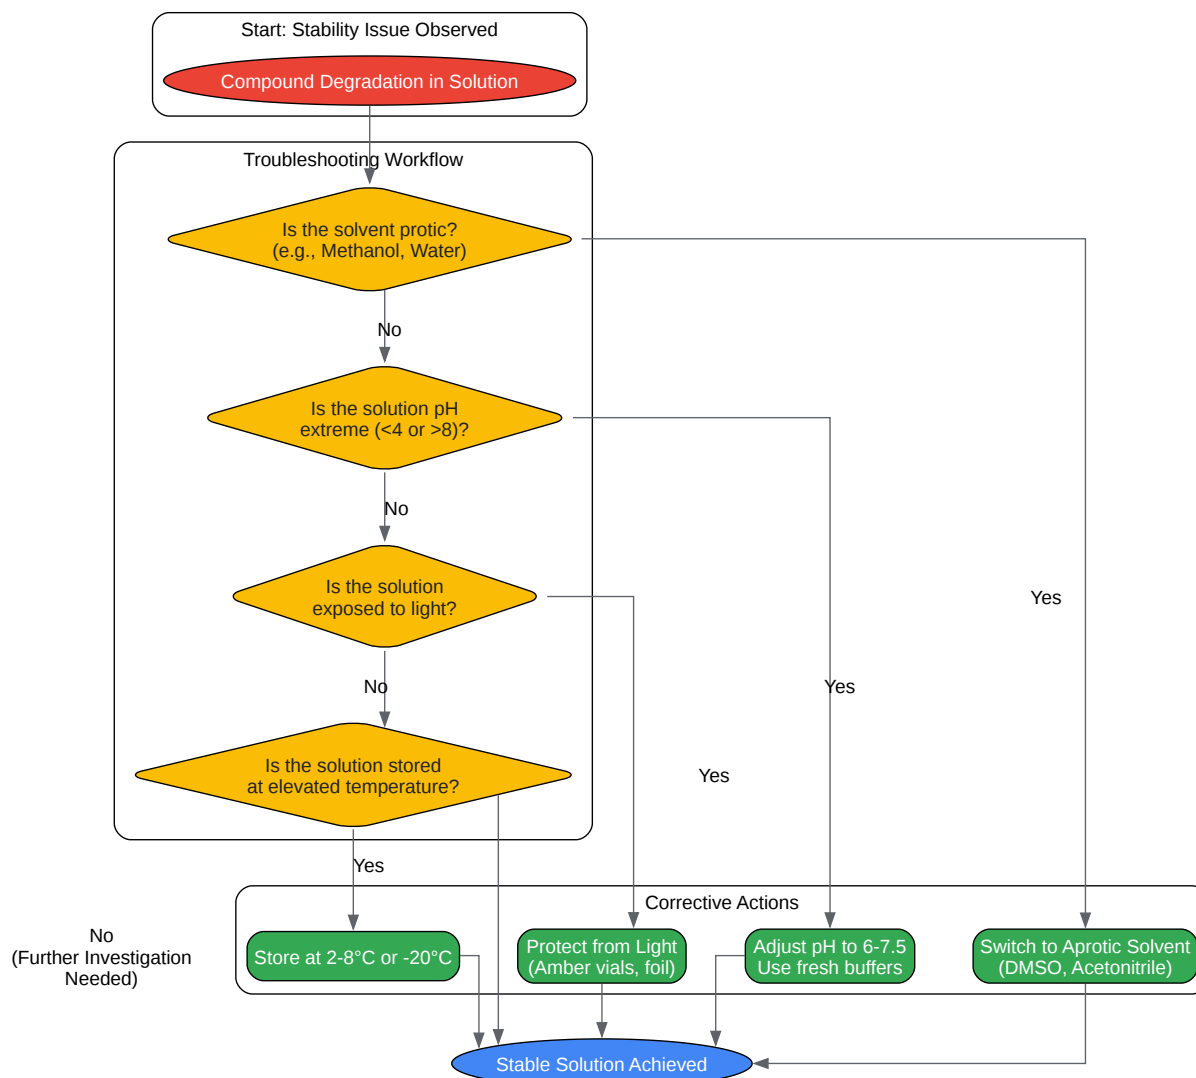 Start: Stability Issue Observed
Compound Degradation in Solution
Troubleshooting Workflow
Is the solvent protic?
(e.g., Methanol, Water)
No
Is the solution pH
extreme (<4 or >8)?
No
Is the solution
exposed to light?
Yes
No
Yes
Is the solution stored
at elevated temperature?
Yes
Yes
Corrective Actions
No
(Further Investigation
Needed)
Store at 2-8°C or -20°C
Protect from Light
(Amber vials, foil)
Adjust pH to 6-7.5
Use fresh buffers
Switch to Aprotic Solvent
(DMSO, Acetonitrile)
Stable Solution Achieved